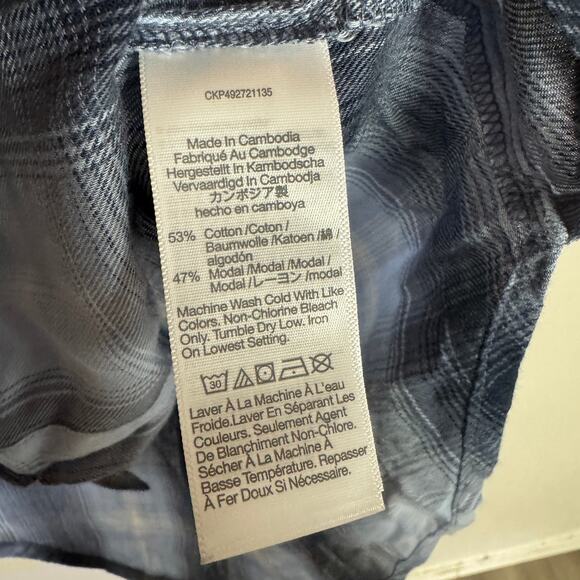 CKP492721135
Made In Cambodia
Fabriqué Au Cambodge
Hergestellt In Kambodscha
Vervaardigd In Cambodja
カンボジア製
hecho en camboya
53% Cotton /Coton /
Baumwolle /Katoen /綿 /
algodón
47% Modal /Modal /Modal /
Modal /レーヨン /modal
Machine Wash Cold With Like
Colors. Non-Chlorine Bleach
Only. Tumble Dry Low. Iron
On Lowest Setting.
30
Laver À La Machine À L'eau
Froide.Laver En Séparant Les
Couleurs. Seulement Agent
De Blanchiment Non-Chlore.
Sécher À La Machine À
Basse Température. Repasser
À Fer Doux Si Nécessaire.